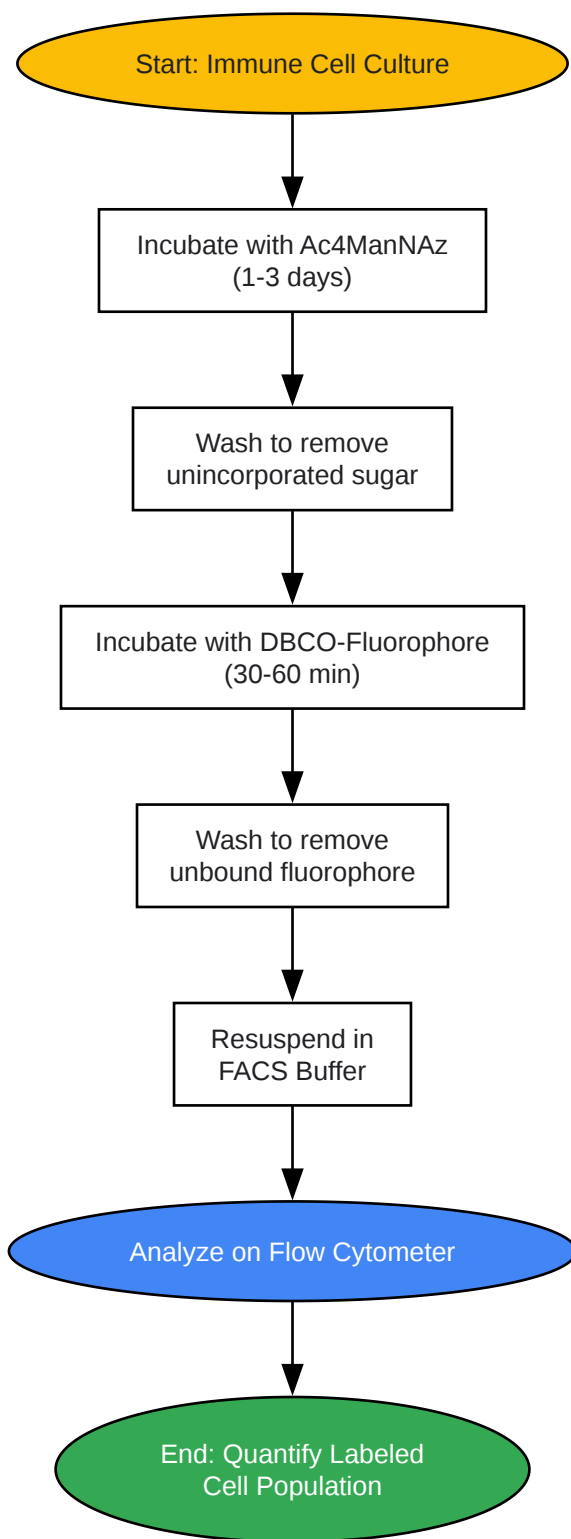 Start: Immune Cell Culture
Incubate with Ac4ManNAz
(1-3 days)
Wash to remove
unincorporated sugar
Incubate with DBCO-Fluorophore
(30-60 min)
Wash to remove
unbound fluorophore
Resuspend in
FACS Buffer
Analyze on Flow Cytometer
End: Quantify Labeled
Cell Population